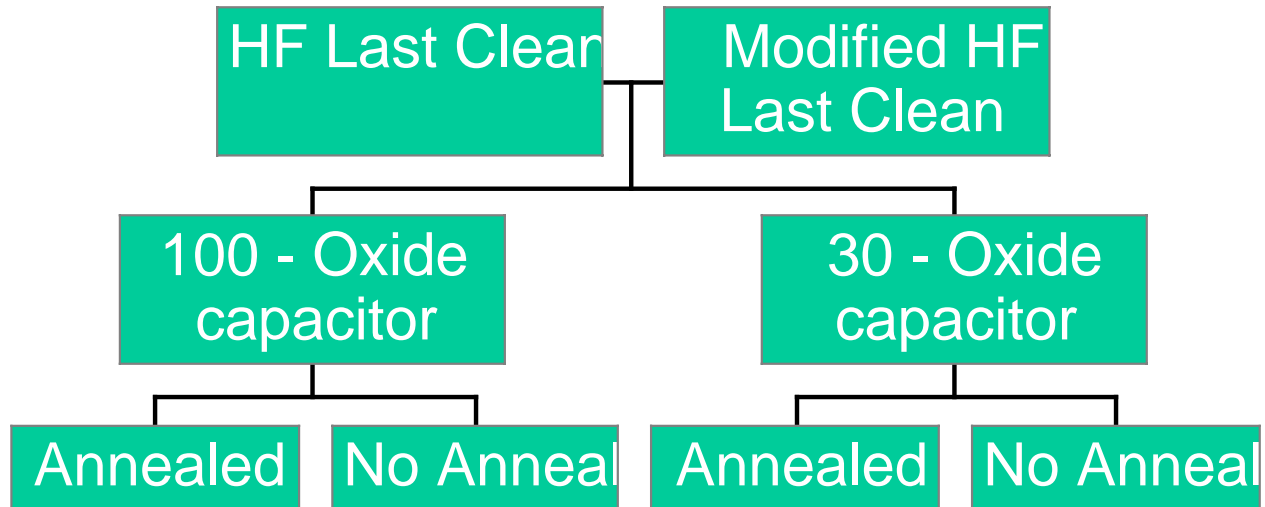 HF Last Clean
Modified HF
Last Clean
100 - Oxide
capacitor
30 - Oxide
capacitor
Annealed
No Anneal
Annealed
No Anneal